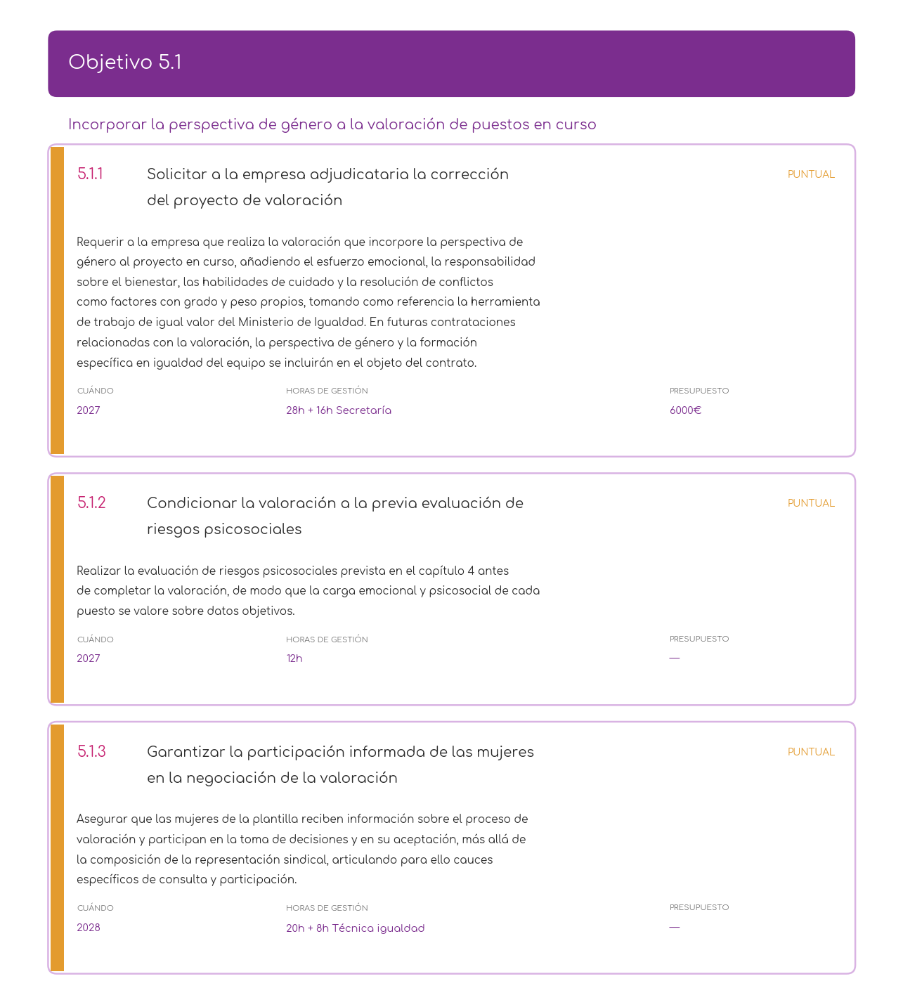 Objetivo 5.1
Incorporar la perspectiva de género a la valoración de puestos en curso
5.1.1 Solicitar a la empresa adjudicataria la corrección PUNTUAL
del proyecto de valoración
Requerir a la empresa que realiza la valoración que incorpore la perspectiva de
género al proyecto en curso, añadiendo el esfuerzo emocional, la responsabilidad
sobre el bienestar, las habilidades de cuidado y la resolución de conflictos
como factores con grado y peso propios, tomando como referencia la herramienta
de trabajo de igual valor del Ministerio de Igualdad. En futuras contrataciones
relacionadas con la valoración, la perspectiva de género y la formación
específica en igualdad del equipo se incluirán en el objeto del contrato.
CUÁNDO HORAS DE GESTIÓN PRESUPUESTO
2027 28h + 16h Secretaría 6000€
5.1.2 Condicionar la valoración a la previa evaluación de PUNTUAL
riesgos psicosociales
Realizar la evaluación de riesgos psicosociales prevista en el capítulo 4 antes
de completar la valoración, de modo que la carga emocional y psicosocial de cada
puesto se valore sobre datos objetivos.
CUÁNDO HORAS DE GESTIÓN PRESUPUESTO
2027 12h —
5.1.3 Garantizar la participación informada de las mujeres PUNTUAL
en la negociación de la valoración
Asegurar que las mujeres de la plantilla reciben información sobre el proceso de
valoración y participan en la toma de decisiones y en su aceptación, más allá de
la composición de la representación sindical, articulando para ello cauces
específicos de consulta y participación.
CUÁNDO HORAS DE GESTIÓN PRESUPUESTO
2028 20h + 8h Técnica igualdad —